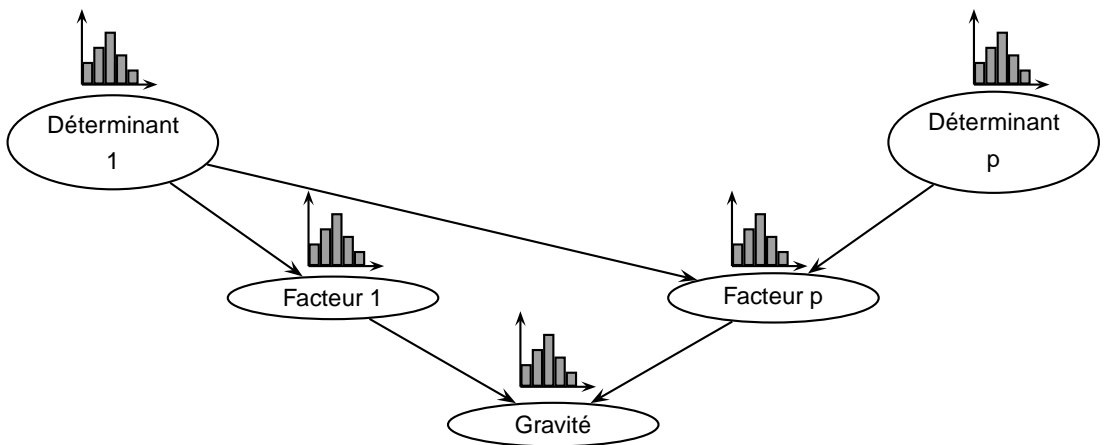 Déterminant
1
Déterminant
p
Facteur 1
Facteur p
Gravité